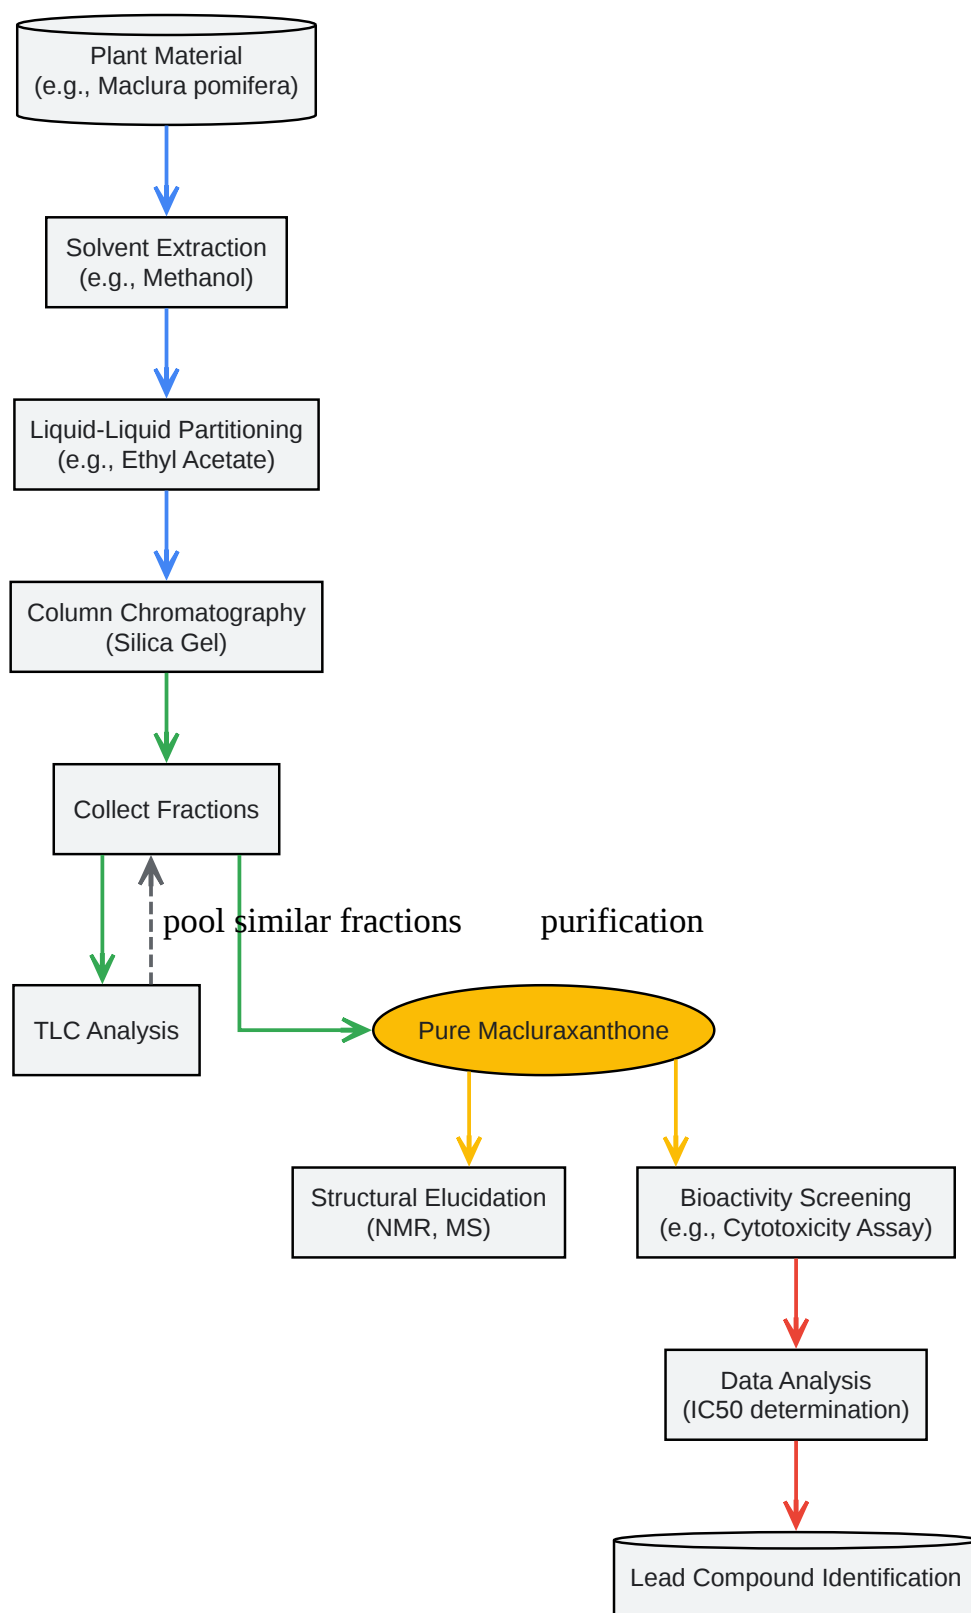 Plant Material
(e.g., Maclura pomifera)
Solvent Extraction
(e.g., Methanol)
Liquid-Liquid Partitioning
(e.g., Ethyl Acetate)
Column Chromatography
(Silica Gel)
Collect Fractions
pool similar fractions
purification
TLC Analysis
Pure Macluraxanthone
Structural Elucidation
(NMR, MS)
Bioactivity Screening
(e.g., Cytotoxicity Assay)
Data Analysis
(IC50 determination)
Lead Compound Identification